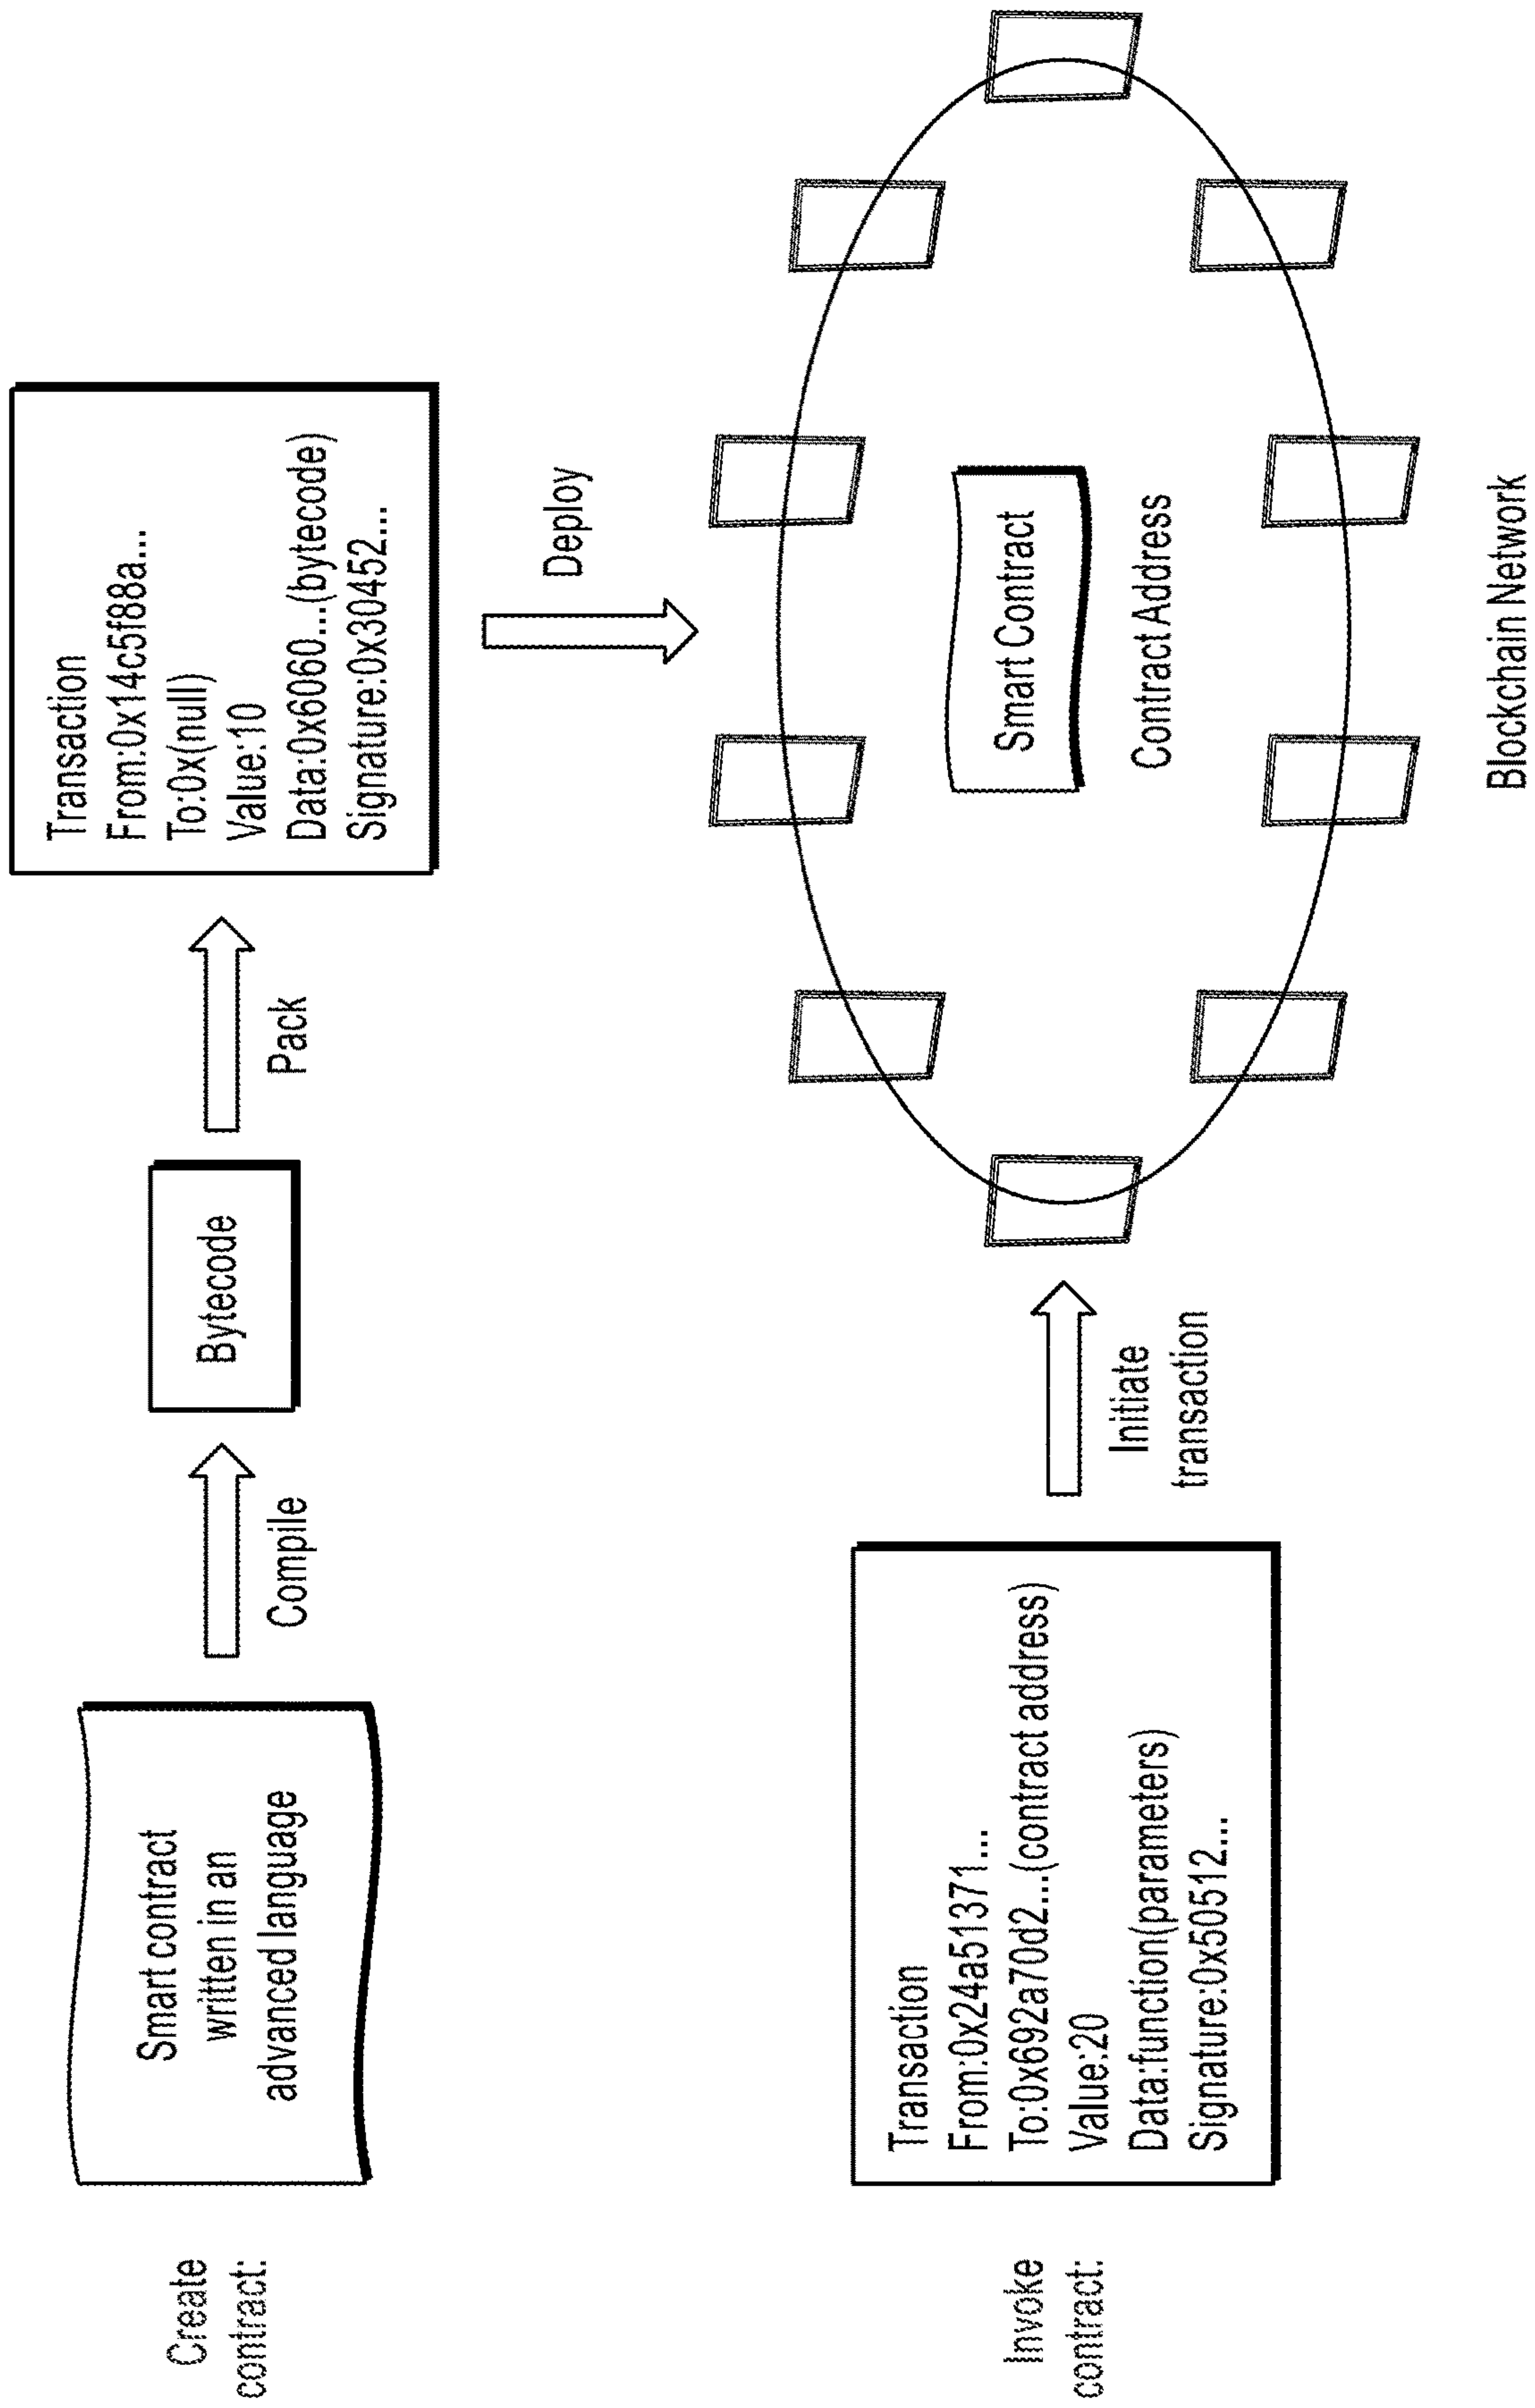 Create
contract:
Smart contract
written in an
advanced language
Compile
Bytecode
Pack
Transaction
From:0x14c5f88a...
To:0x(null)
Value:10
Data:0x6060...(bytecode)
Signature:0x30452...
Deploy
Invoke
contract:
Transaction
From:0x24a51371...
To:0x692a70d2...(contract address)
Value:20
Data:function(parameters)
Signature:0x50512...
Initiate
transaction
Smart Contract
Contract Address
Blockchain Network